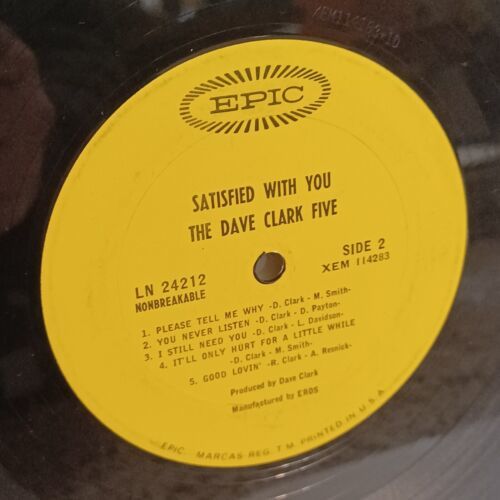 EPIC
SATISFIED WITH YOU
THE DAVE CLARK FIVE
LN 24212
NONBREAKABLE
SIDE 2
XEM 114283
1. PLEASE TELL ME WHY -D. Clark - M. Smith-
2. YOU NEVER LISTEN -D. Clark - D. Payton-
3. I STILL NEED YOU -D. Clark - L. Davidson-
4. IT'LL ONLY HURT FOR A LITTLE WHILE
-D. Clark - M. Smith-
5. GOOD LOVIN' -R. Clark - A. Resnick-
Produced by Dave Clark
Manufactured by EROS
EPIC, MARCAS REG. T.M. PRINTED IN U.S.A.